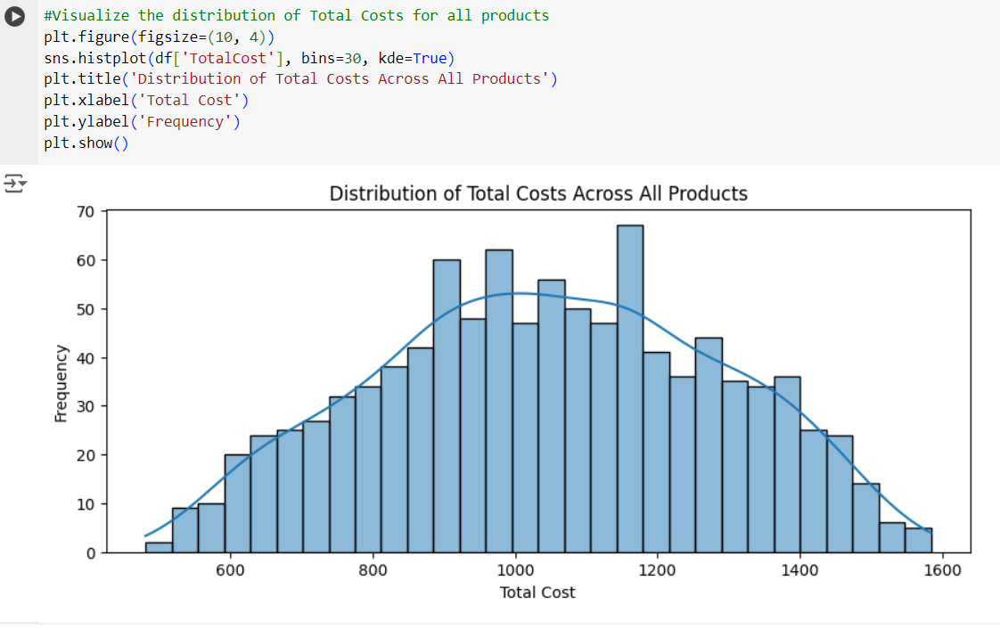 #Visualize the distribution of Total Costs for all products
plt.figure(figsize=(10, 4))
sns.histplot(df['TotalCost'], bins=30, kde=True)
plt.title('Distribution of Total Costs Across All Products')
plt.xlabel('Total Cost')
plt.ylabel('Frequency')
plt.show()
Distribution of Total Costs Across All Products
70
60
50
40
30
20
10
0
Frequency
600 800 1000 1200 1400 1600
Total Cost